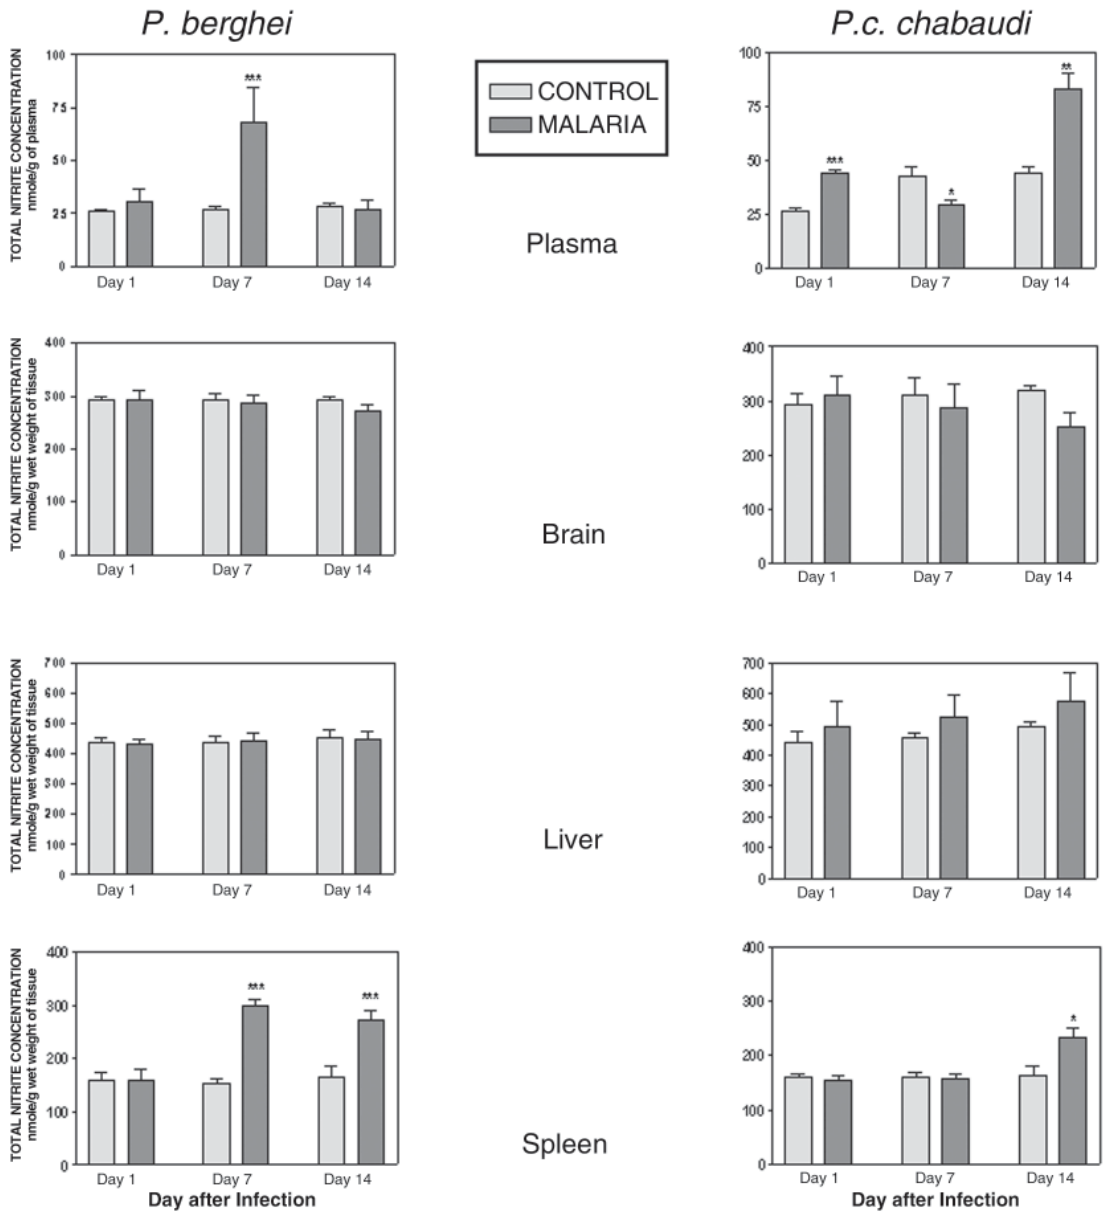 P. berghei
P.c. chabaudi
TOTAL NITRITE CONCENTRATION
nmole/g of plasma
100
75
50
25
0
***
Day 1
Day 7
Day 14
CONTROL
MALARIA
Plasma
100
75
50
25
0
***
*
**
Day 1
Day 7
Day 14
TOTAL NITRITE CONCENTRATION
nmole/g wet weight of tissue
400
300
200
100
0
Day 1
Day 7
Day 14
Brain
400
300
200
100
0
Day 1
Day 7
Day 14
TOTAL NITRITE CONCENTRATION
nmole/g wet weight of tissue
700
600
500
400
300
200
100
0
Day 1
Day 7
Day 14
Liver
700
600
500
400
300
200
100
0
Day 1
Day 7
Day 14
TOTAL NITRITE CONCENTRATION
nmole/g wet weight of tissue
400
300
200
100
0
***
***
Day 1
Day 7
Day 14
Day after Infection
Spleen
400
300
200
100
0
*
Day 1
Day 7
Day 14
Day after Infection